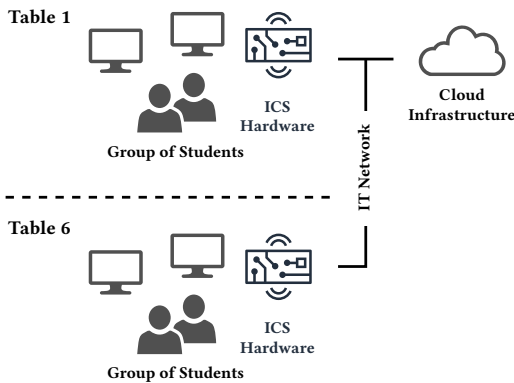 Table 1
ICS
Hardware
Group of Students
Cloud
Infrastructure
IT Network
Table 6
ICS
Hardware
Group of Students